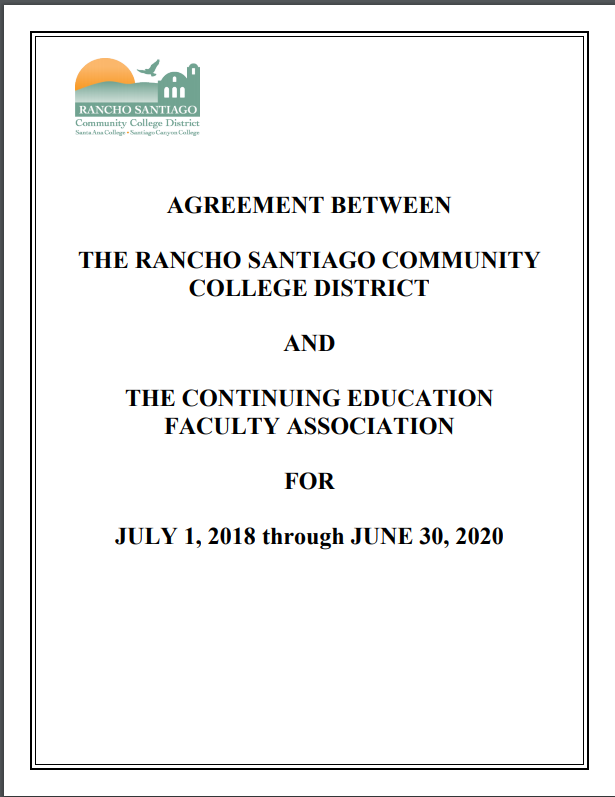 RANCHO SANTIAGO
Community College District
Santa Ana College • Santiago Canyon College
AGREEMENT BETWEEN
THE RANCHO SANTIAGO COMMUNITY
COLLEGE DISTRICT
AND
THE CONTINUING EDUCATION
FACULTY ASSOCIATION
FOR
JULY 1, 2018 through JUNE 30, 2020